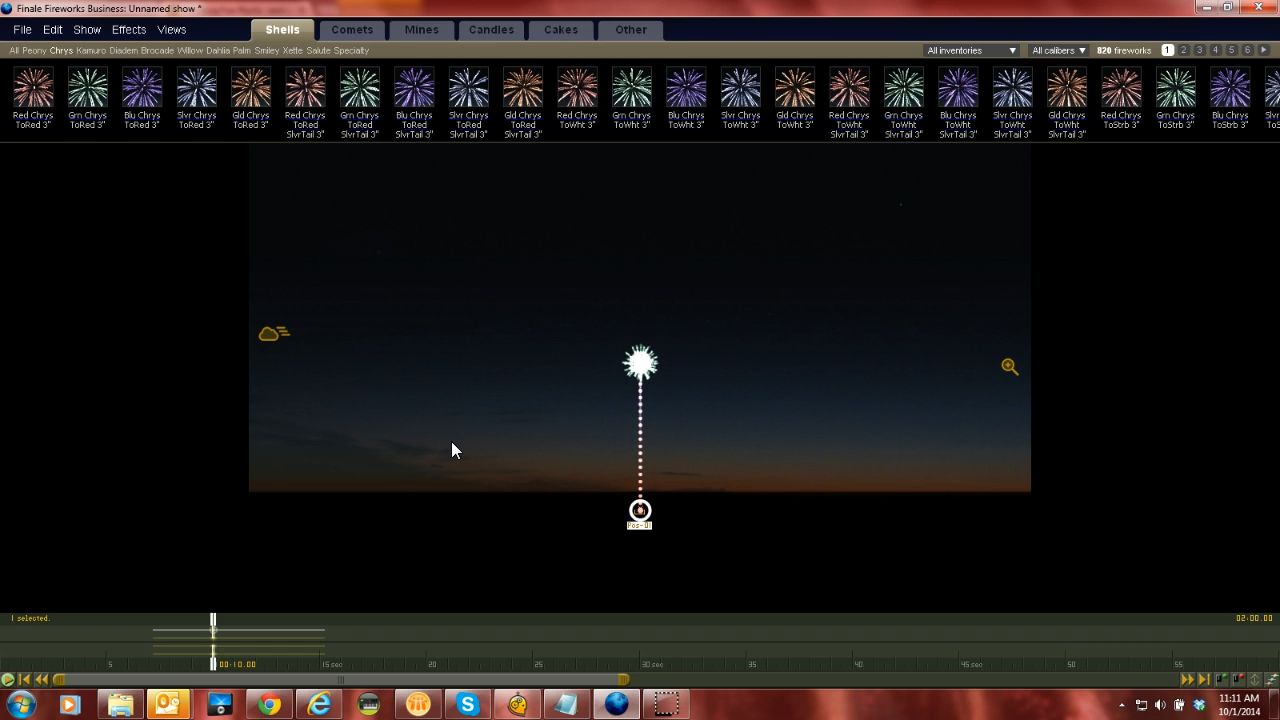 Finale Fireworks Business: Unnamed show *
File Edit Show Effects Views
Shells Comets Mines Candles Cakes Other
All Peony Chrys Kamuro Diadem Brocade Willow Dahlia Palm Smiley Xette Salute Specialty
All inventories All calibers 820 fireworks 1 2 3 4 5 6
Red Chrys ToRed 3"
Grn Chrys ToRed 3"
Blu Chrys ToRed 3"
Slvr Chrys ToRed 3"
Gld Chrys ToRed 3"
Red Chrys ToRed SlvrTail 3"
Grn Chrys ToRed SlvrTail 3"
Blu Chrys ToRed SlvrTail 3"
Slv Chrys ToRed SlvrTail 3"
Gld Chrys ToRed SlvrTail 3"
Red Chrys ToWht 3"
Grn Chrys ToWht 3"
Blu Chrys ToWht 3"
Slvr Chrys ToWht 3"
Gld Chrys ToWht 3"
Red Chrys ToWht SlvrTail 3"
Grn Chrys ToWht SlvrTail 3"
Blu Chrys ToWht SlvrTail 3"
Slvr Chrys ToWht SlvrTail 3"
Gld Chrys ToWht SlvrTail 3"
Red Chrys ToStrb 3"
Grn Chrys ToStrb 3"
Blu Chrys ToStrb 3"
Pos-01
1 selected.
02:00.00
5 00:10.00 15 sec 20 25 30 sec 35 40 45 sec 50 55
11:11 AM
10/1/2014